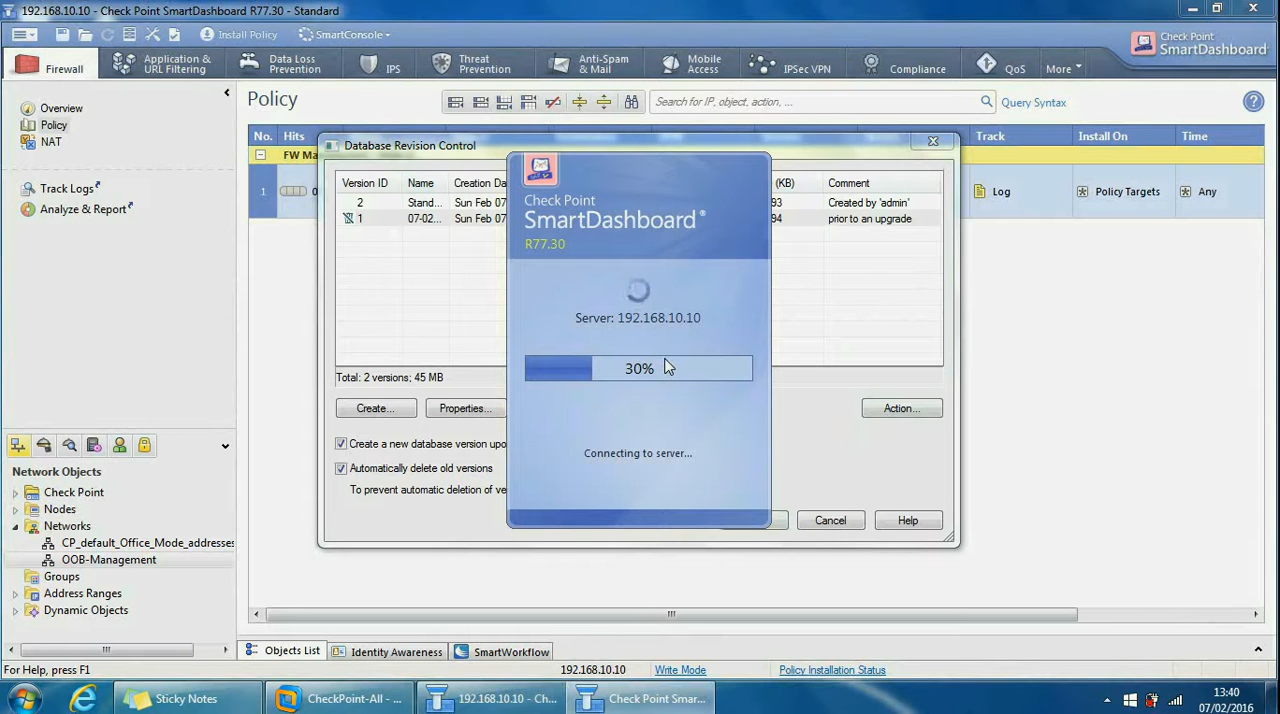 192.168.10.10 - Check Point SmartDashboard R77.30 - Standard
Install Policy
SmartConsole
Check Point
SmartDashboard
Firewall
Application & URL Filtering
Data Loss Prevention
IPS
Threat Prevention
Anti-Spam & Mail
Mobile Access
IPSec VPN
Compliance
QoS
More
Overview
Policy
NAT
Track Logs
Analyze & Report
Policy
Search for IP, object, action, ...
Query Syntax
No. Hits Track Install On Time
FW Ma
1 0 Log Policy Targets Any
Database Revision Control
Version ID Name Creation Da (KB) Comment
2 Stand... Sun Feb 07 93 Created by 'admin'
1 07-02... Sun Feb 07 94 prior to an upgrade
Total: 2 versions; 45 MB
Create... Properties... Action...
Create a new database version upo
Automatically delete old versions
To prevent automatic deletion of ve
Cancel Help
Check Point
SmartDashboard
R77.30
Server: 192.168.10.10
30%
Connecting to server...
Network Objects
Check Point
Nodes
Networks
CP_default_Office_Mode_addresses
OOB-Management
Groups
Address Ranges
Dynamic Objects
Objects List Identity Awareness SmartWorkflow
For Help, press F1 192.168.10.10 Write Mode Policy Installation Status
Sticky Notes
CheckPoint-All - ...
192.168.10.10 - Ch...
Check Point Smar...
13:40
07/02/2016